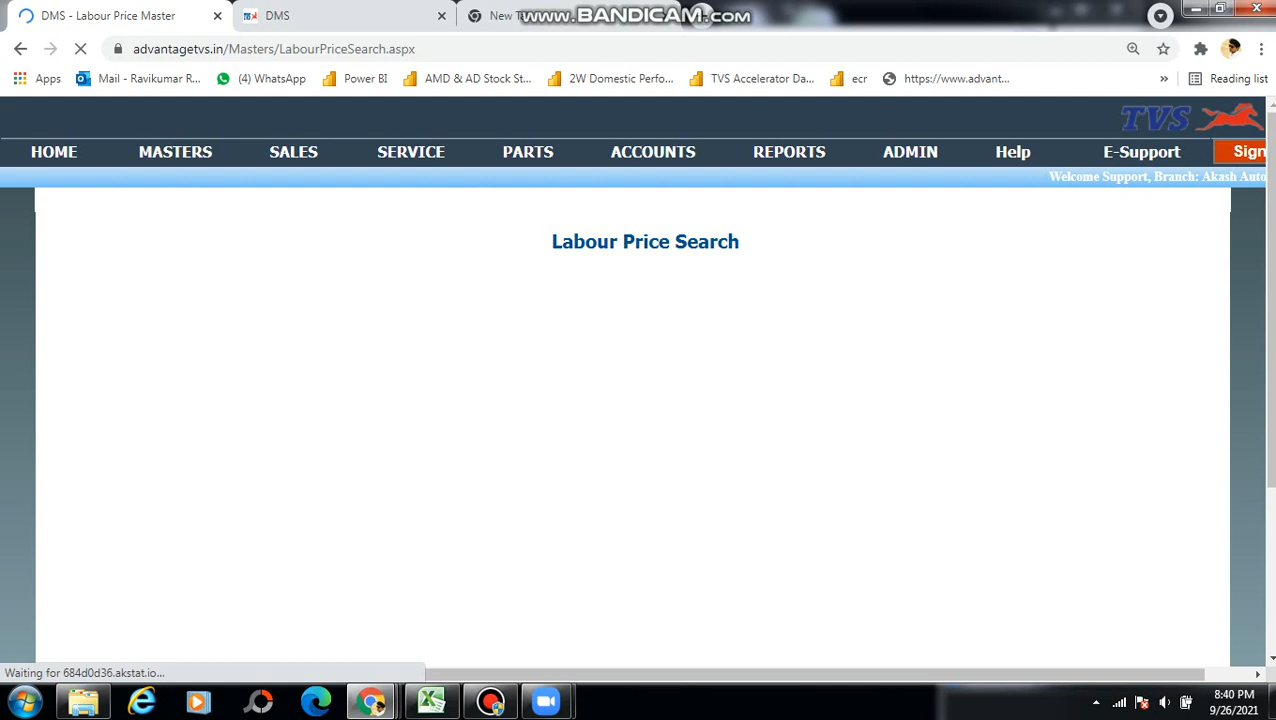 DMS - Labour Price Master
DMS
New T
www.BANDICAM.com
advantagetvs.in/Masters/LabourPriceSearch.aspx
Apps
Mail - Ravikumar R...
(4) WhatsApp
Power BI
AMD & AD Stock St...
2W Domestic Perfo...
TVS Accelerator Da...
ecr
https://www.advant...
»
Reading list
TVS
HOME
MASTERS
SALES
SERVICE
PARTS
ACCOUNTS
REPORTS
ADMIN
Help
E-Support
Sign
Welcome Support, Branch: Akash Auto
Labour Price Search
Waiting for 684d0d36.akstat.io...
8:40 PM
9/26/2021